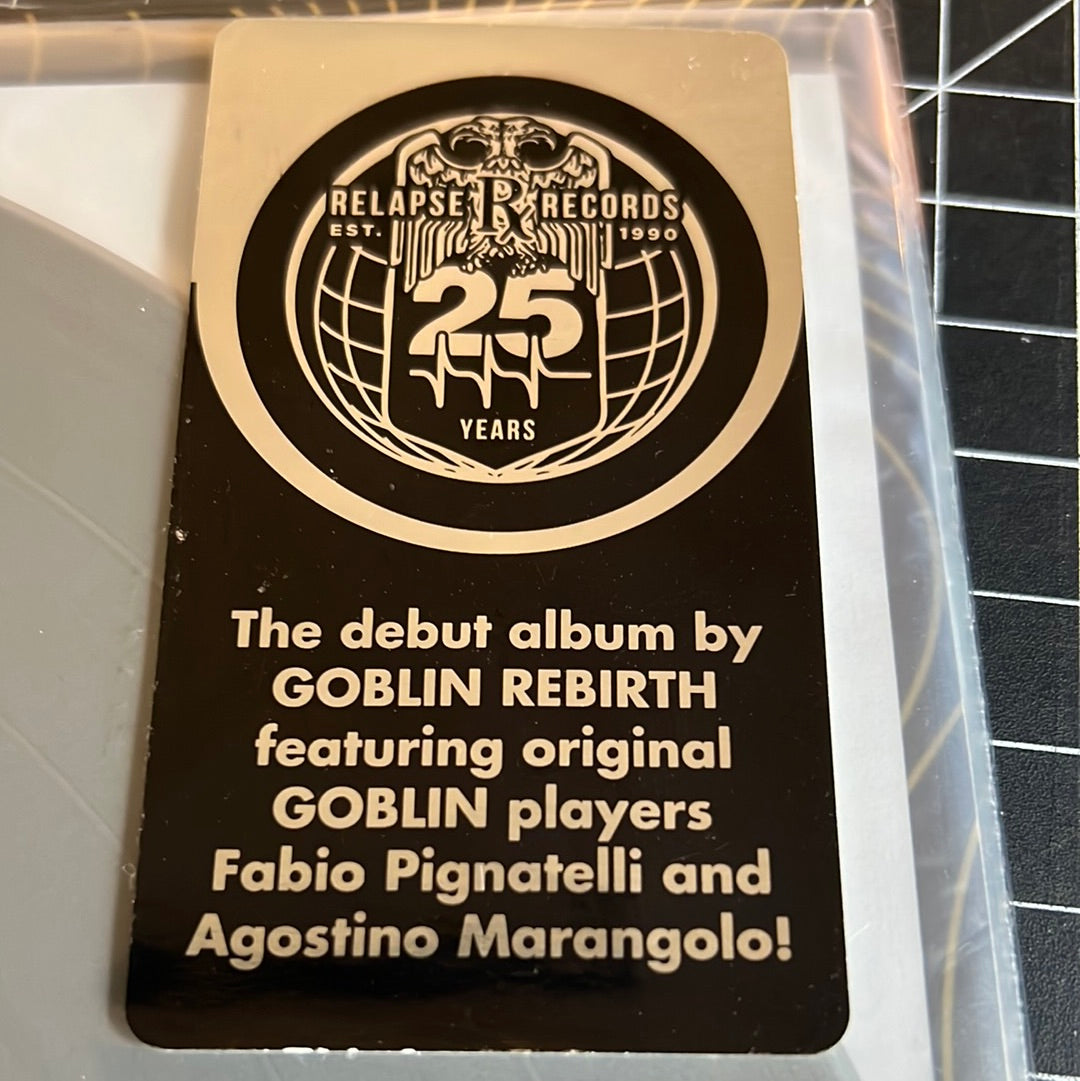 RELAPSE R RECORDS
EST. 1990
25
YEARS
The debut album by
GOBLIN REBIRTH
featuring original
GOBLIN players
Fabio Pignatelli and
Agostino Marangolo!